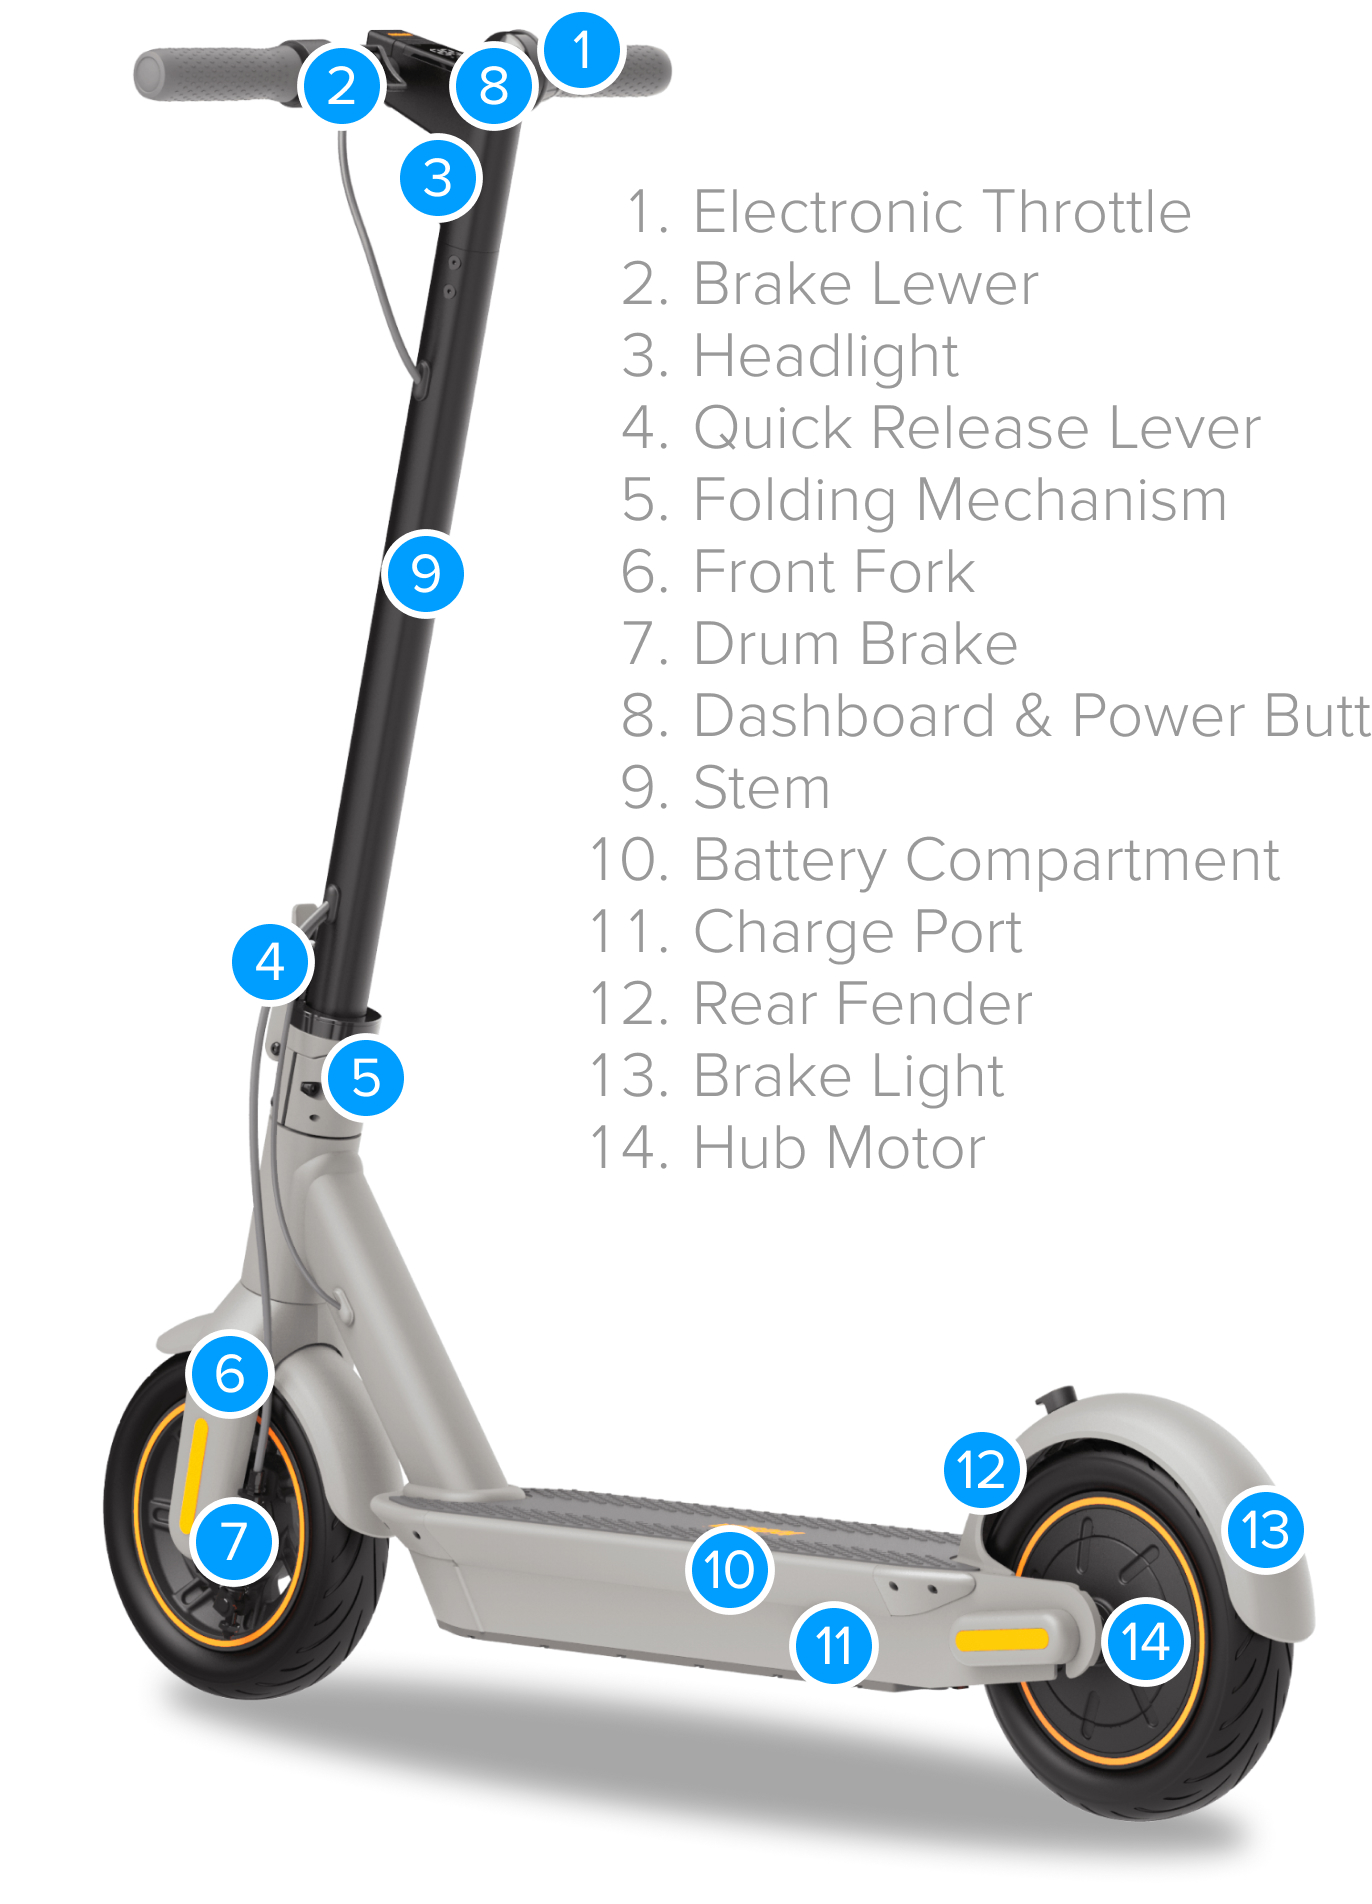 1
2
8
3
1. Electronic Throttle
2. Brake Lewer
3. Headlight
4. Quick Release Lever
5. Folding Mechanism
6. Front Fork
7. Drum Brake
8. Dashboard & Power Butt
9. Stem
10. Battery Compartment
11. Charge Port
12. Rear Fender
13. Brake Light
14. Hub Motor
9
4
5
6
7
12
13
10
11
14